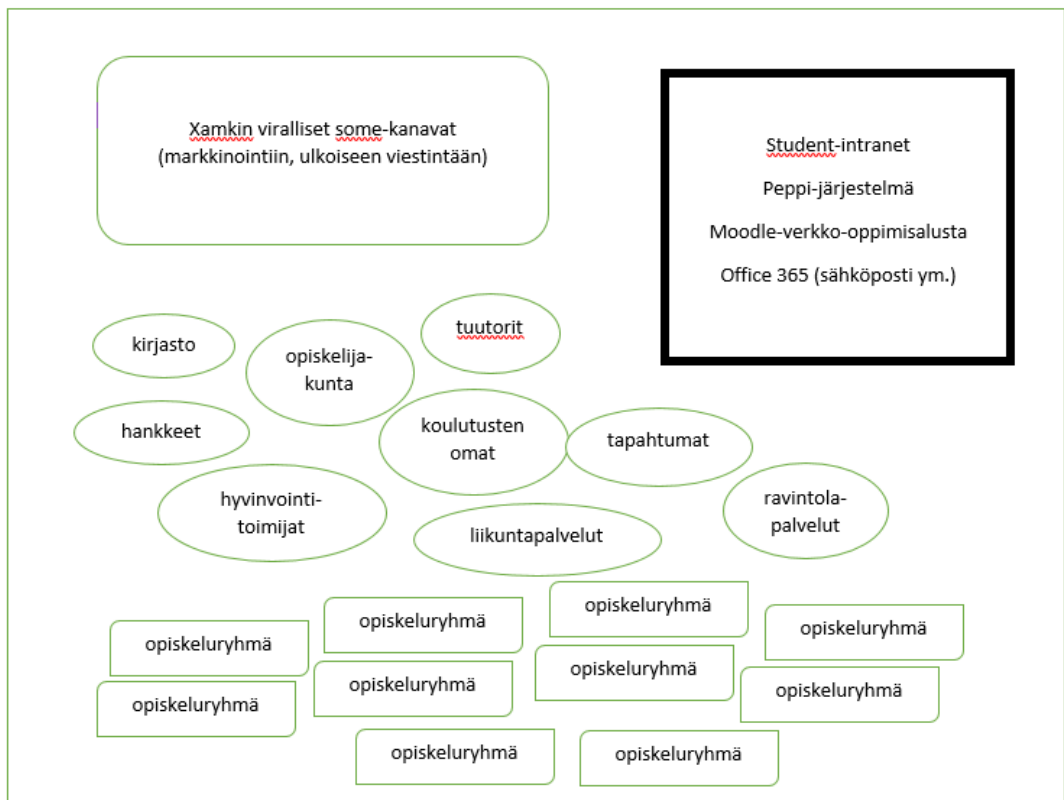 Xamkin viralliset some-kanavat
(markkinointiin, ulkoiseen viestintään)
Student-intranet
Peppi-järjestelmä
Moodle-verkko-oppimisalusta
Office 365 (sähköposti ym.)
tuutorit
kirjasto
opiskelija-
kunta
hankkeet
koulutusten
omat
tapahtumat
hyvinvointi-
toimijat
liikuntapalvelut
ravintola-
palvelut
opiskeluryhmä
opiskeluryhmä
opiskeluryhmä
opiskeluryhmä
opiskeluryhmä
opiskeluryhmä
opiskeluryhmä
opiskeluryhmä
opiskeluryhmä
opiskeluryhmä